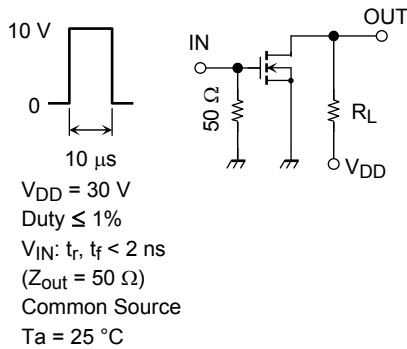 10 V
0
10 μs
IN
OUT
50 Ω
RL
VDD
VDD = 30 V
Duty ≤ 1%
VIN: tr, tf < 2 ns
(Zout = 50 Ω)
Common Source
Ta = 25 °C